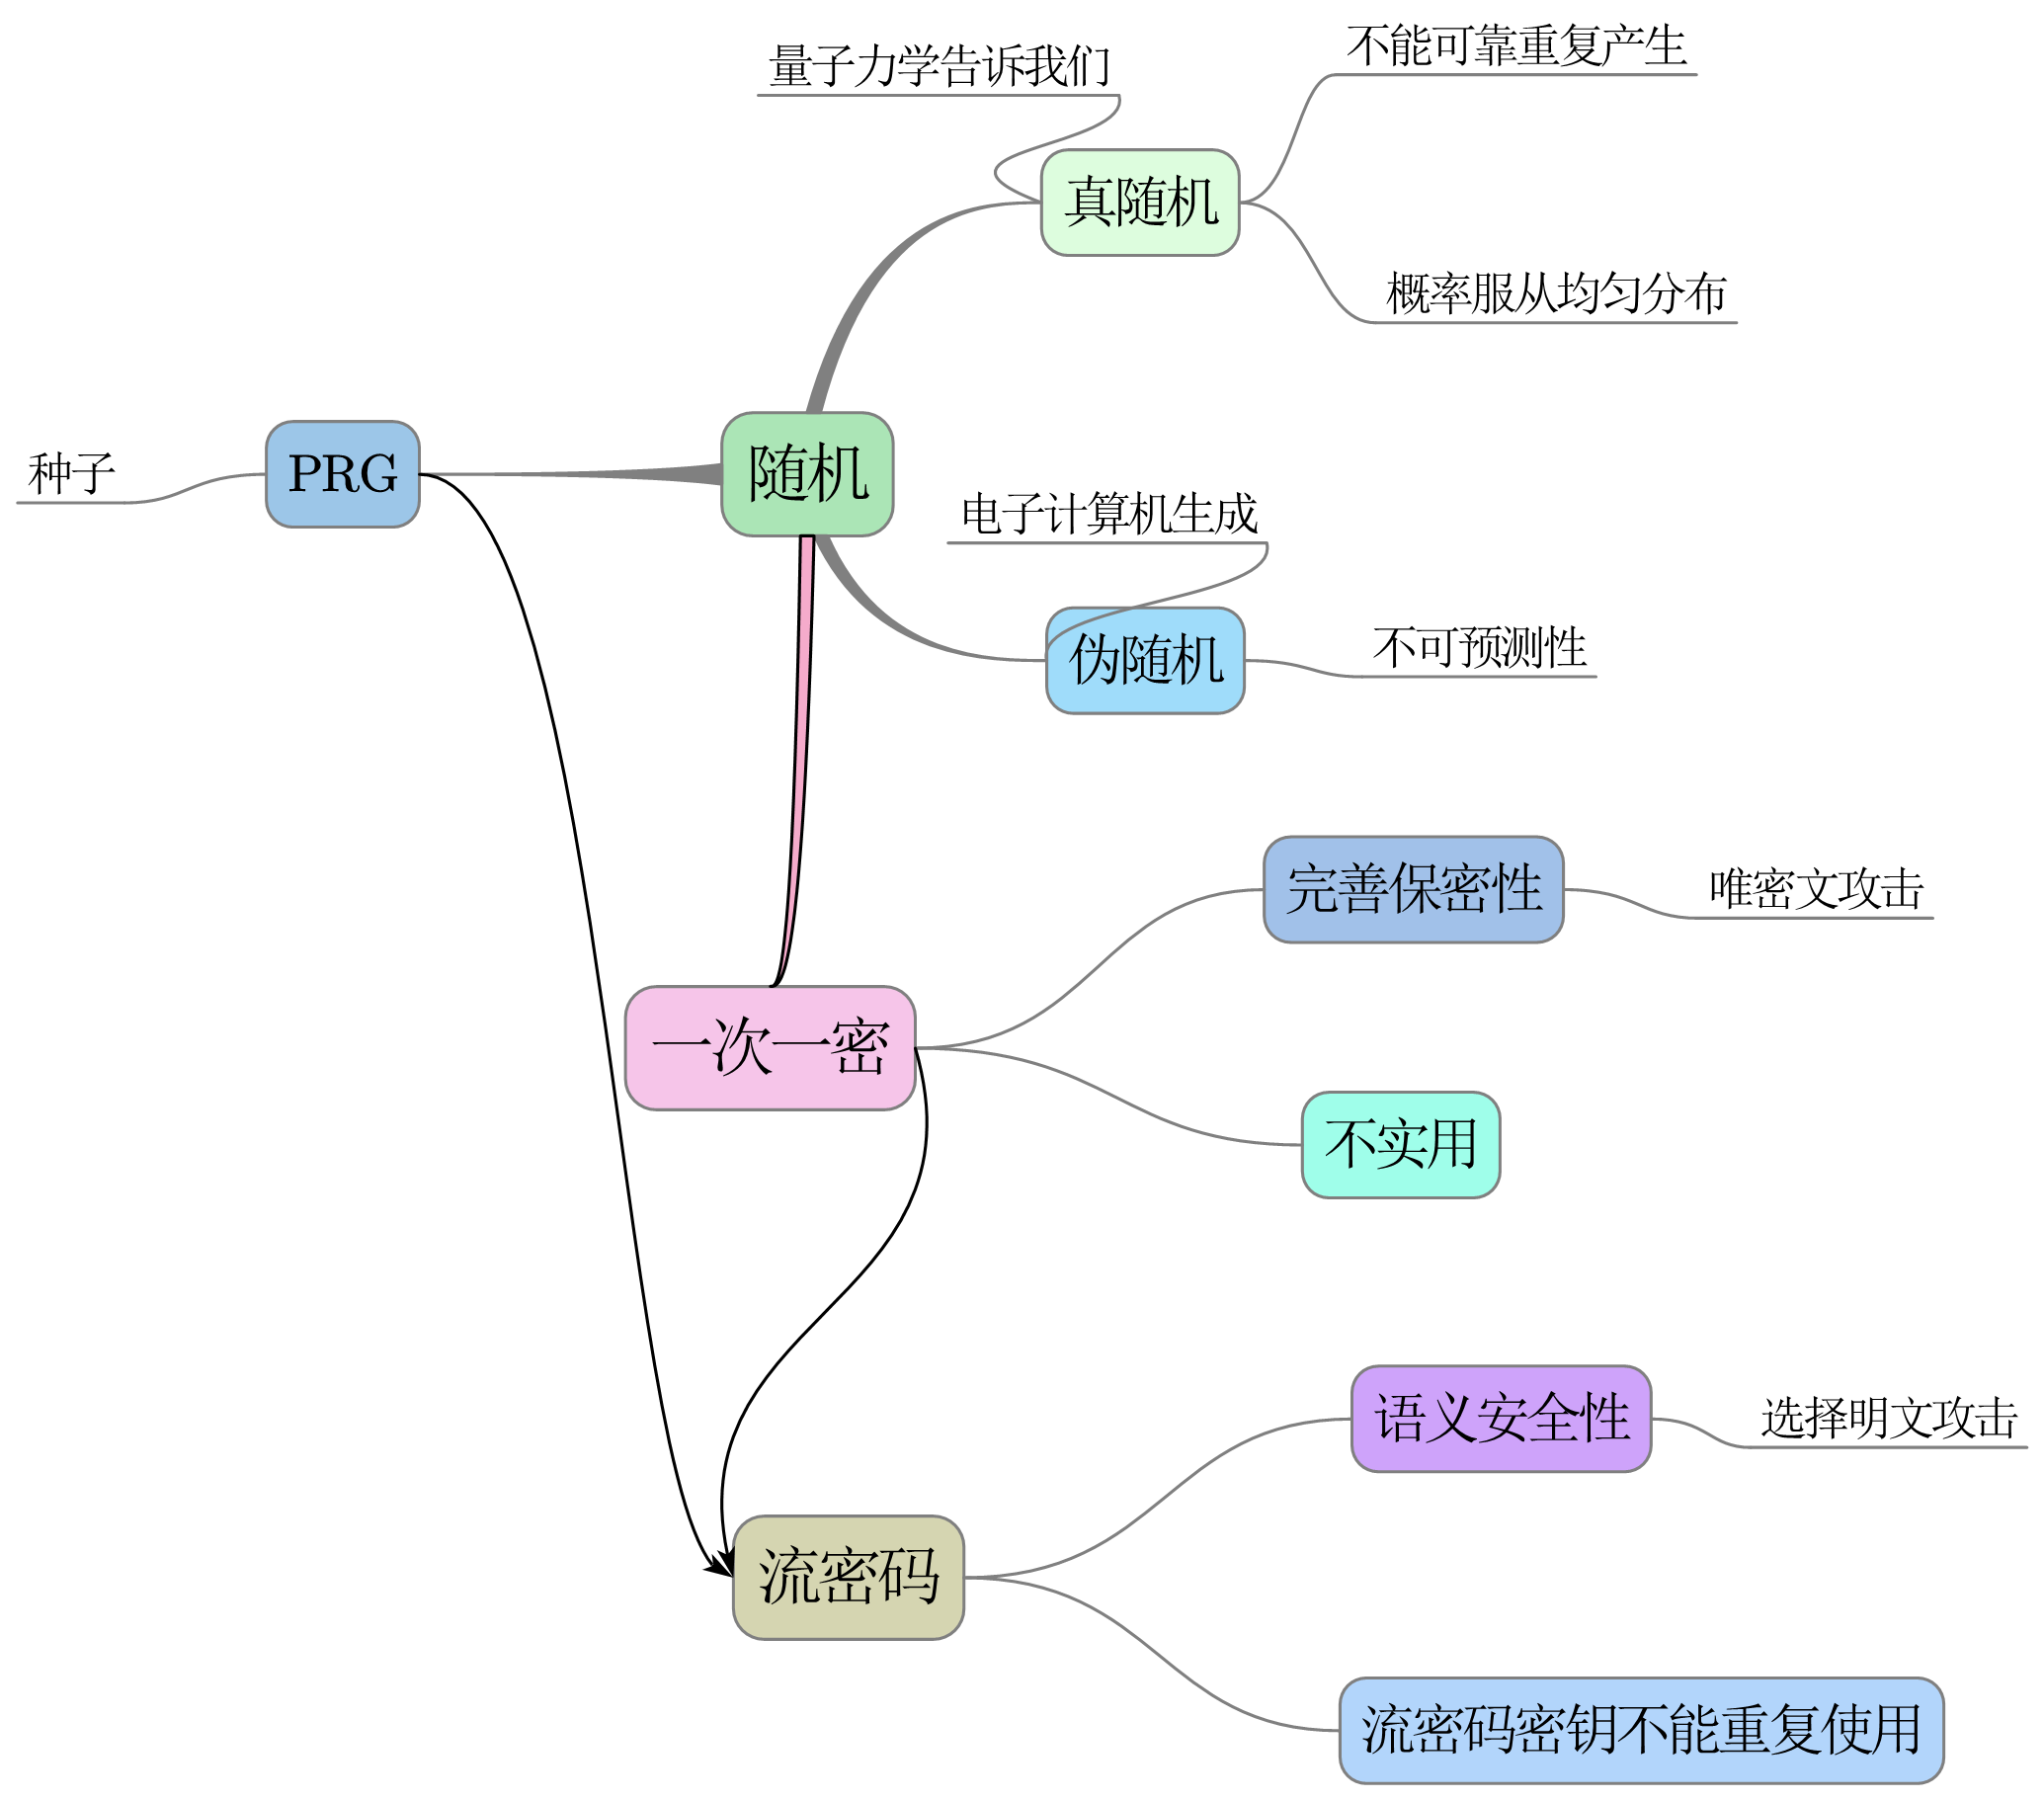 不能可靠重复产生
量子力学告诉我们
真随机
概率服从均匀分布
种子
PRG
随机
电子计算机生成
伪随机
不可预测性
完善保密性
唯密文攻击
一次一密
不实用
语义安全性
选择明文攻击
流密码
流密码密钥不能重复使用